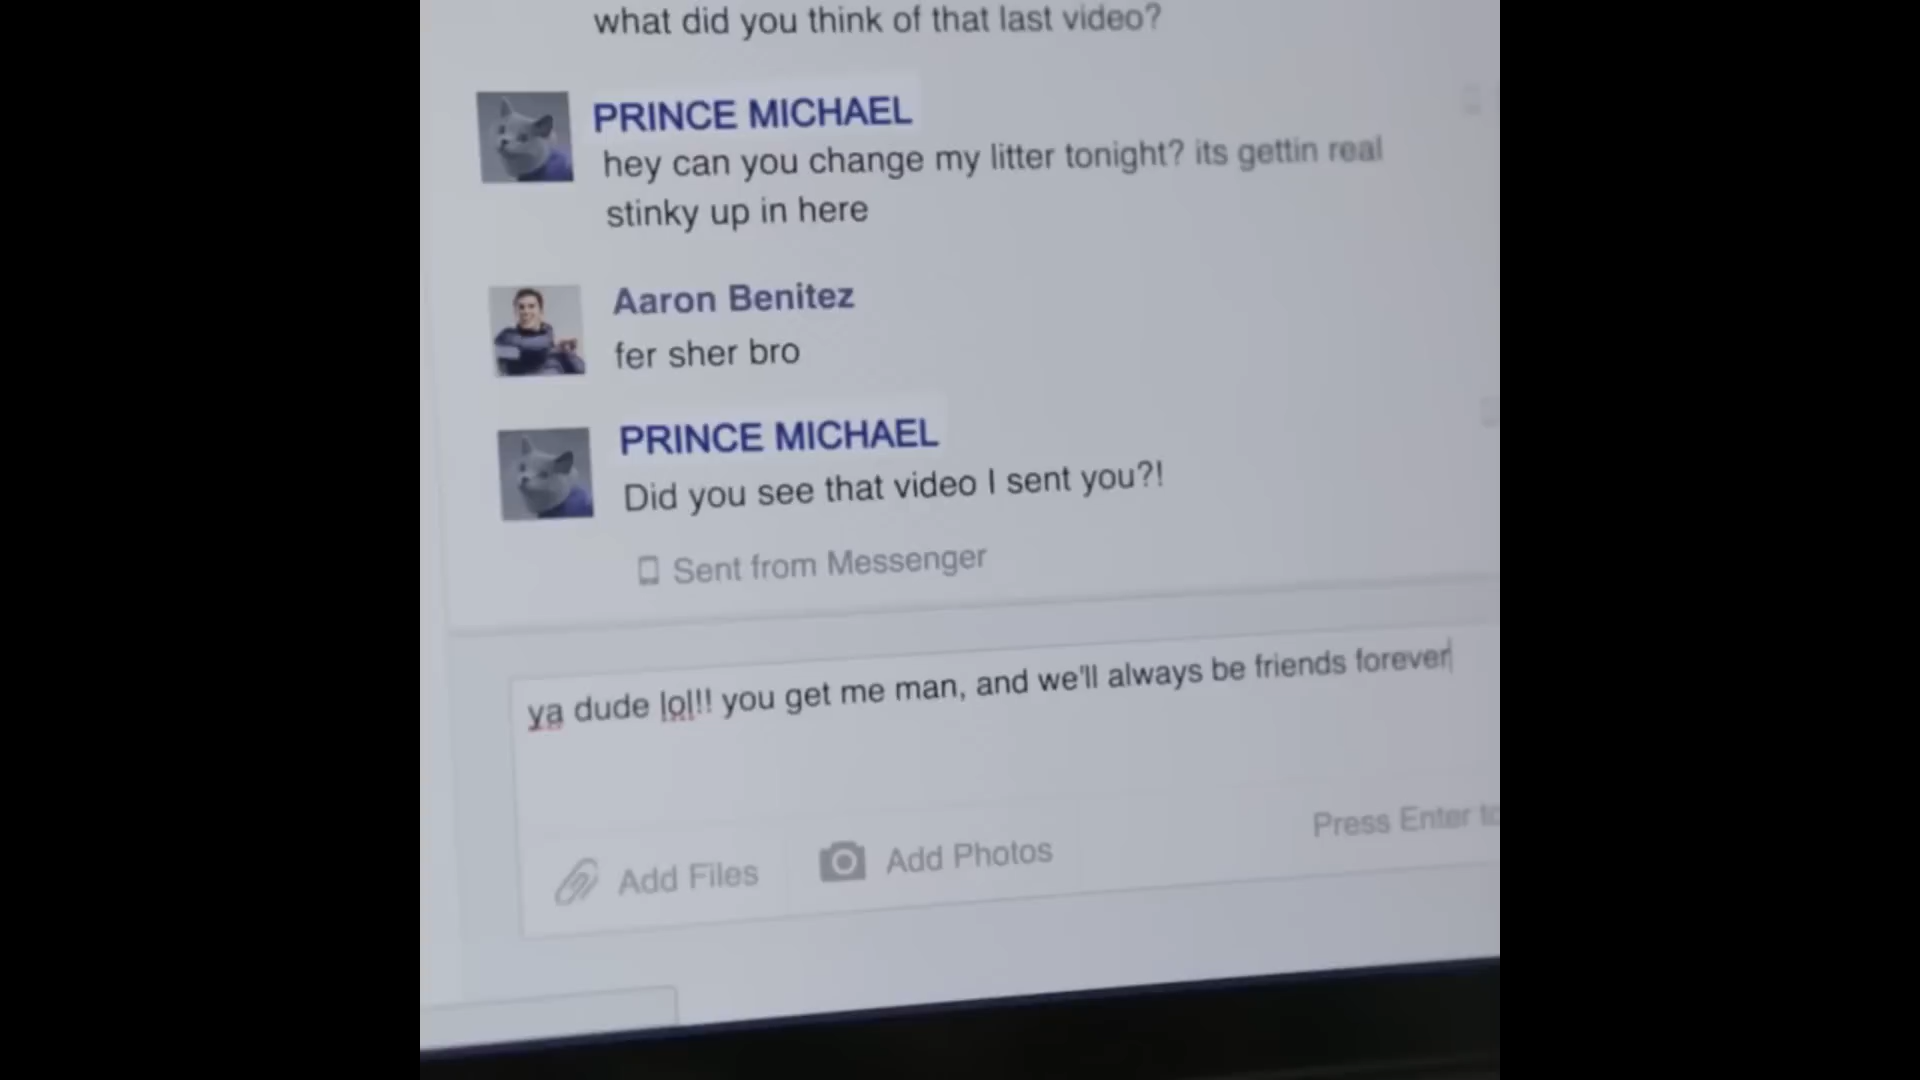 what did you think of that last video?
PRINCE MICHAEL
hey can you change my litter tonight? its gettin real
stinky up in here
Aaron Benitez
fer sher bro
PRINCE MICHAEL
Did you see that video I sent you?!
Sent from Messenger
ya dude lol!! you get me man, and we'll always be friends forever
Add Files
Add Photos
Press Enter to